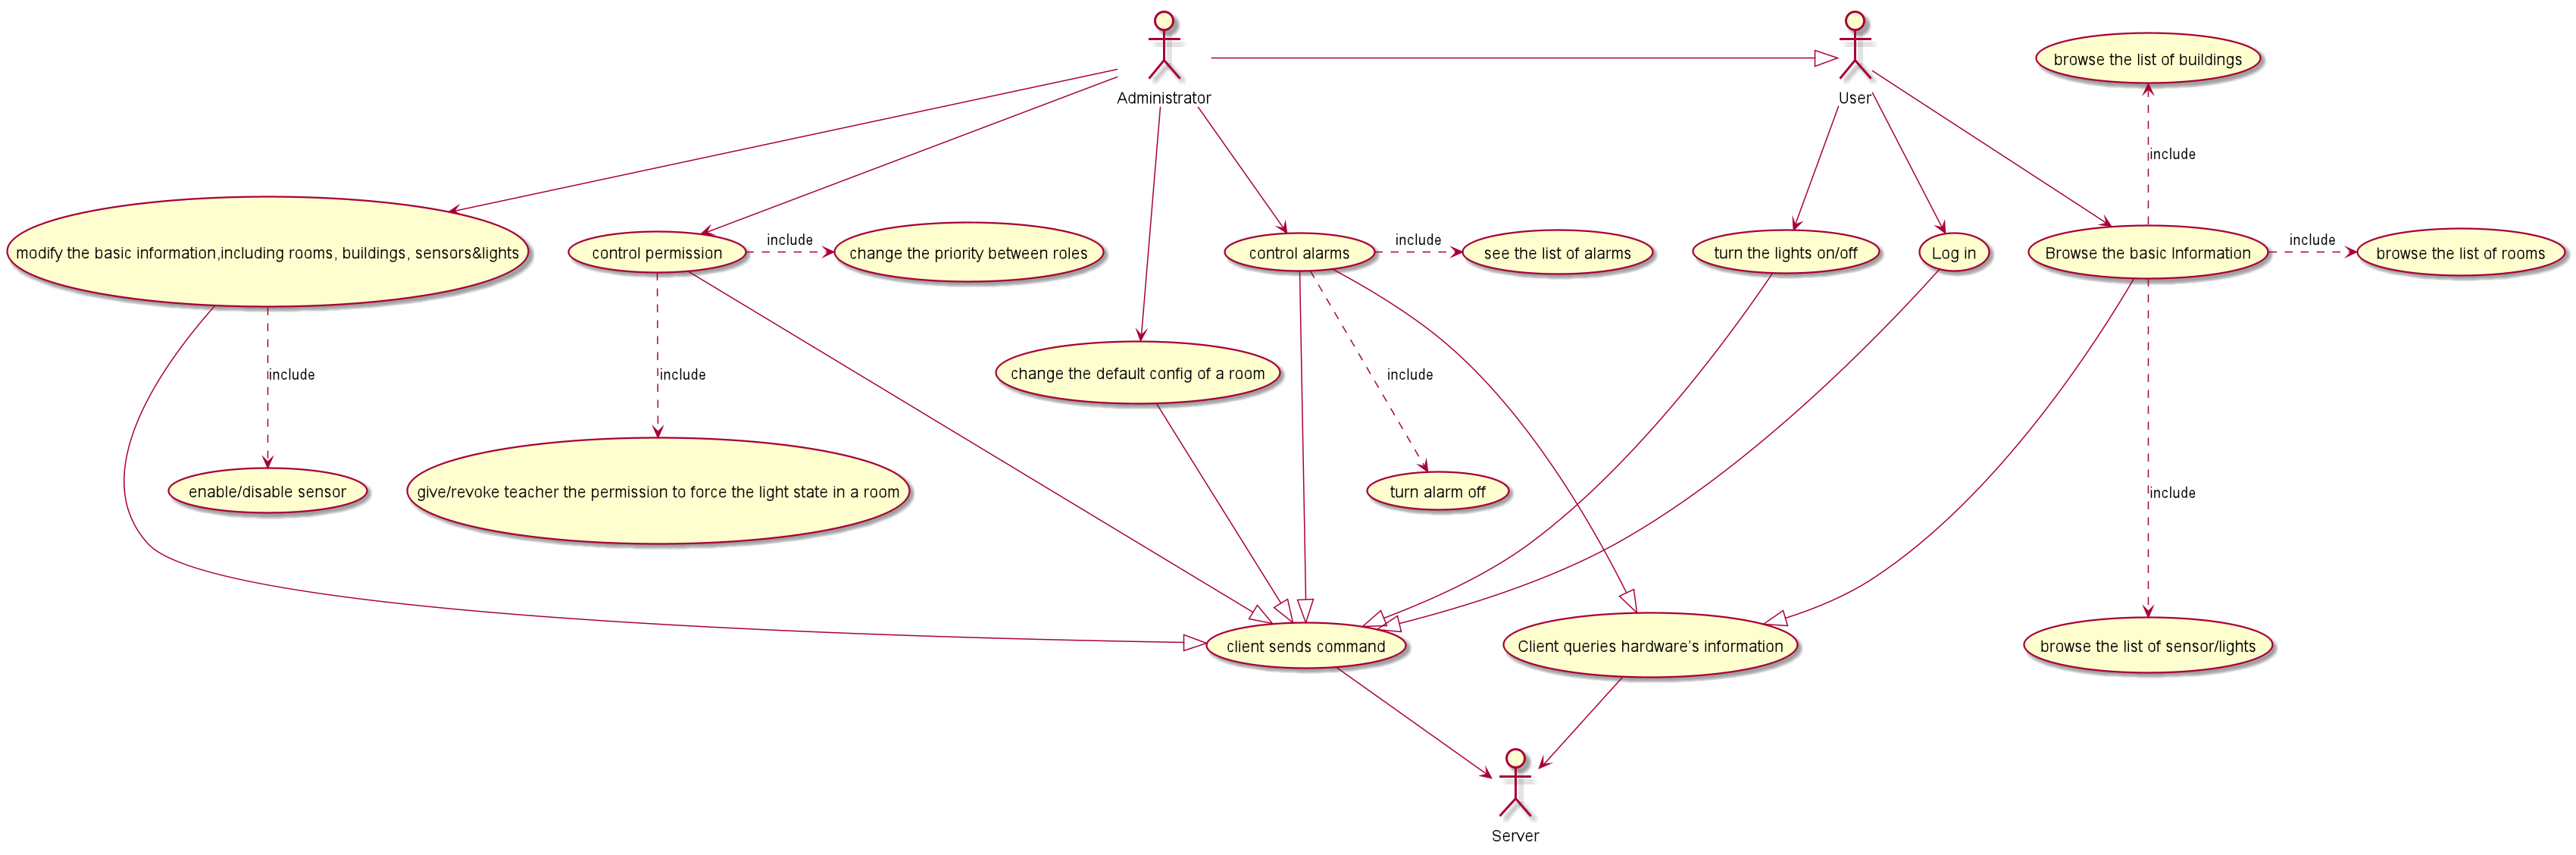 Administrator
User
browse the list of buildings
include
modify the basic information,including rooms, buildings, sensors&lights
control permission
include
change the priority between roles
control alarms
include
see the list of alarms
turn the lights on/off
Log in
Browse the basic Information
include
browse the list of rooms
include
include
change the default config of a room
include
enable/disable sensor
give/revoke teacher the permission to force the light state in a room
turn alarm off
include
client sends command
Client queries hardware's information
browse the list of sensor/lights
Server